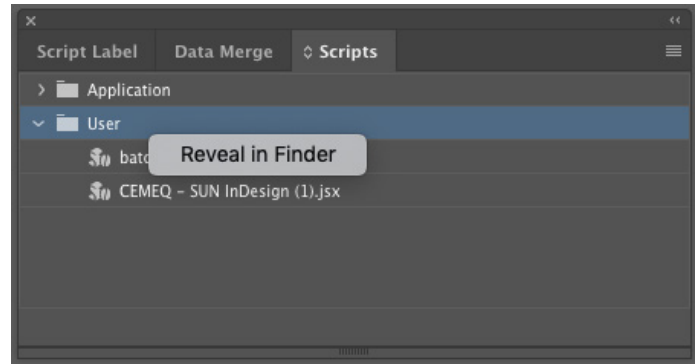 Script Label Data Merge Scripts
Application
User
Reveal in Finder
CEMEQ – SUN InDesign (1).jsx